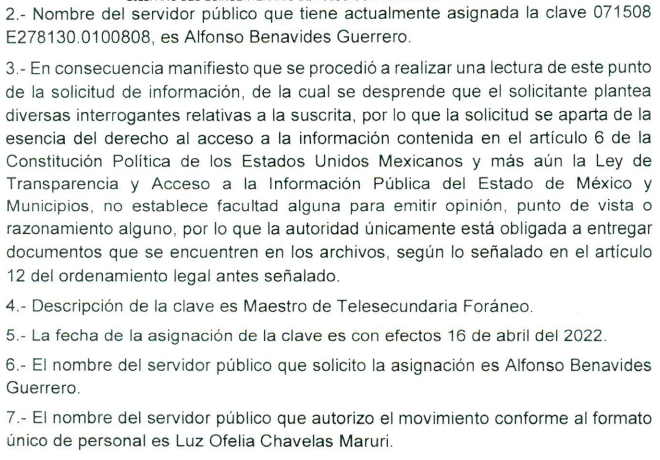 2.- Nombre del servidor público que tiene actualmente asignada la clave 071508
E278130.0100808, es Alfonso Benavides Guerrero.
3.- En consecuencia manifiesto que se procedió a realizar una lectura de este punto
de la solicitud de información, de la cual se desprende que el solicitante plantea
diversas interrogantes relativas a la suscrita, por lo que la solicitud se aparta de la
esencia del derecho al acceso a la información contenida en el artículo 6 de la
Constitución Política de los Estados Unidos Mexicanos y más aún la Ley de
Transparencia y Acceso a la Información Pública del Estado de México y
Municipios, no establece facultad alguna para emitir opinión, punto de vista o
razonamiento alguno, por lo que la autoridad únicamente está obligada a entregar
documentos que se encuentren en los archivos, según lo señalado en el artículo
12 del ordenamiento legal antes señalado.
4.- Descripción de la clave es Maestro de Telesecundaria Foráneo.
5.- La fecha de la asignación de la clave es con efectos 16 de abril del 2022.
6.- El nombre del servidor público que solicito la asignación es Alfonso Benavides
Guerrero.
7.- El nombre del servidor público que autorizo el movimiento conforme al formato
único de personal es Luz Ofelia Chavelas Maruri.